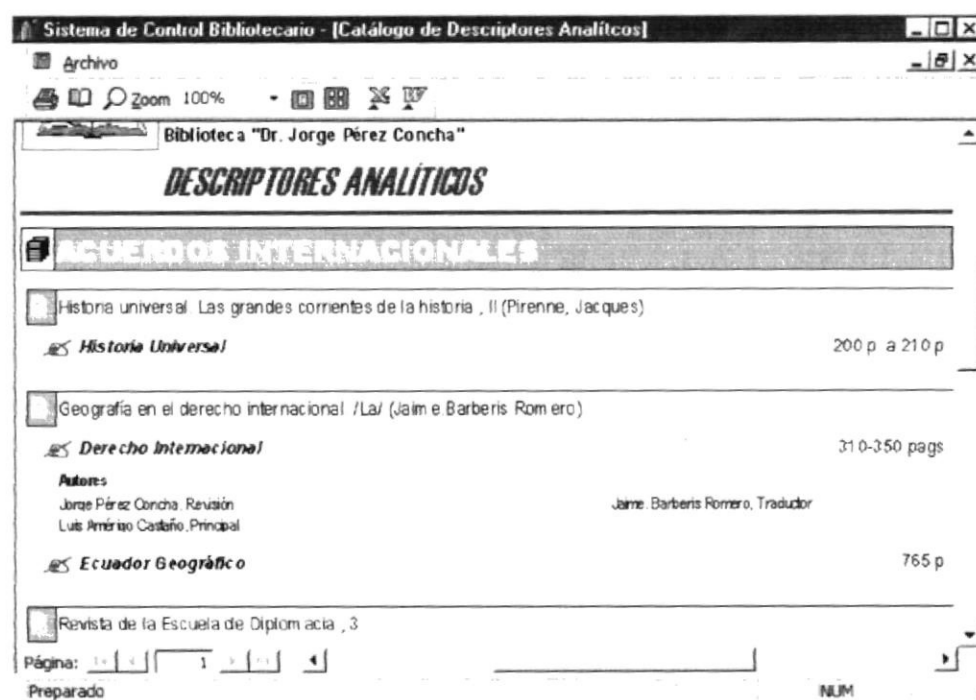 Sistema de Control Bibliotecario - [Catálogo de Descriptores Analítcos]
Archivo
Zoom 100%
Biblioteca "Dr. Jorge Pérez Concha"
DESCRIPTORES ANALÍTICOS
ACUERDOS INTERNACIONALES
Historia universal. Las grandes corrientes de la historia , II (Pirenne, Jacques)
Historia Universal 200 p a 210 p
Geografía en el derecho internacional /La/ (Jaime.Barberis Romero)
Derecho Internacional 310-350 pags
Autores
Jorge Pérez Concha. Revisión Jaime. Barberis Romero, Traductor
Luis Américo Castaño, Principal
Ecuador Geográfico 765 p
Revista de la Escuela de Diplomacia , 3
Página: 1
Preparado NUM